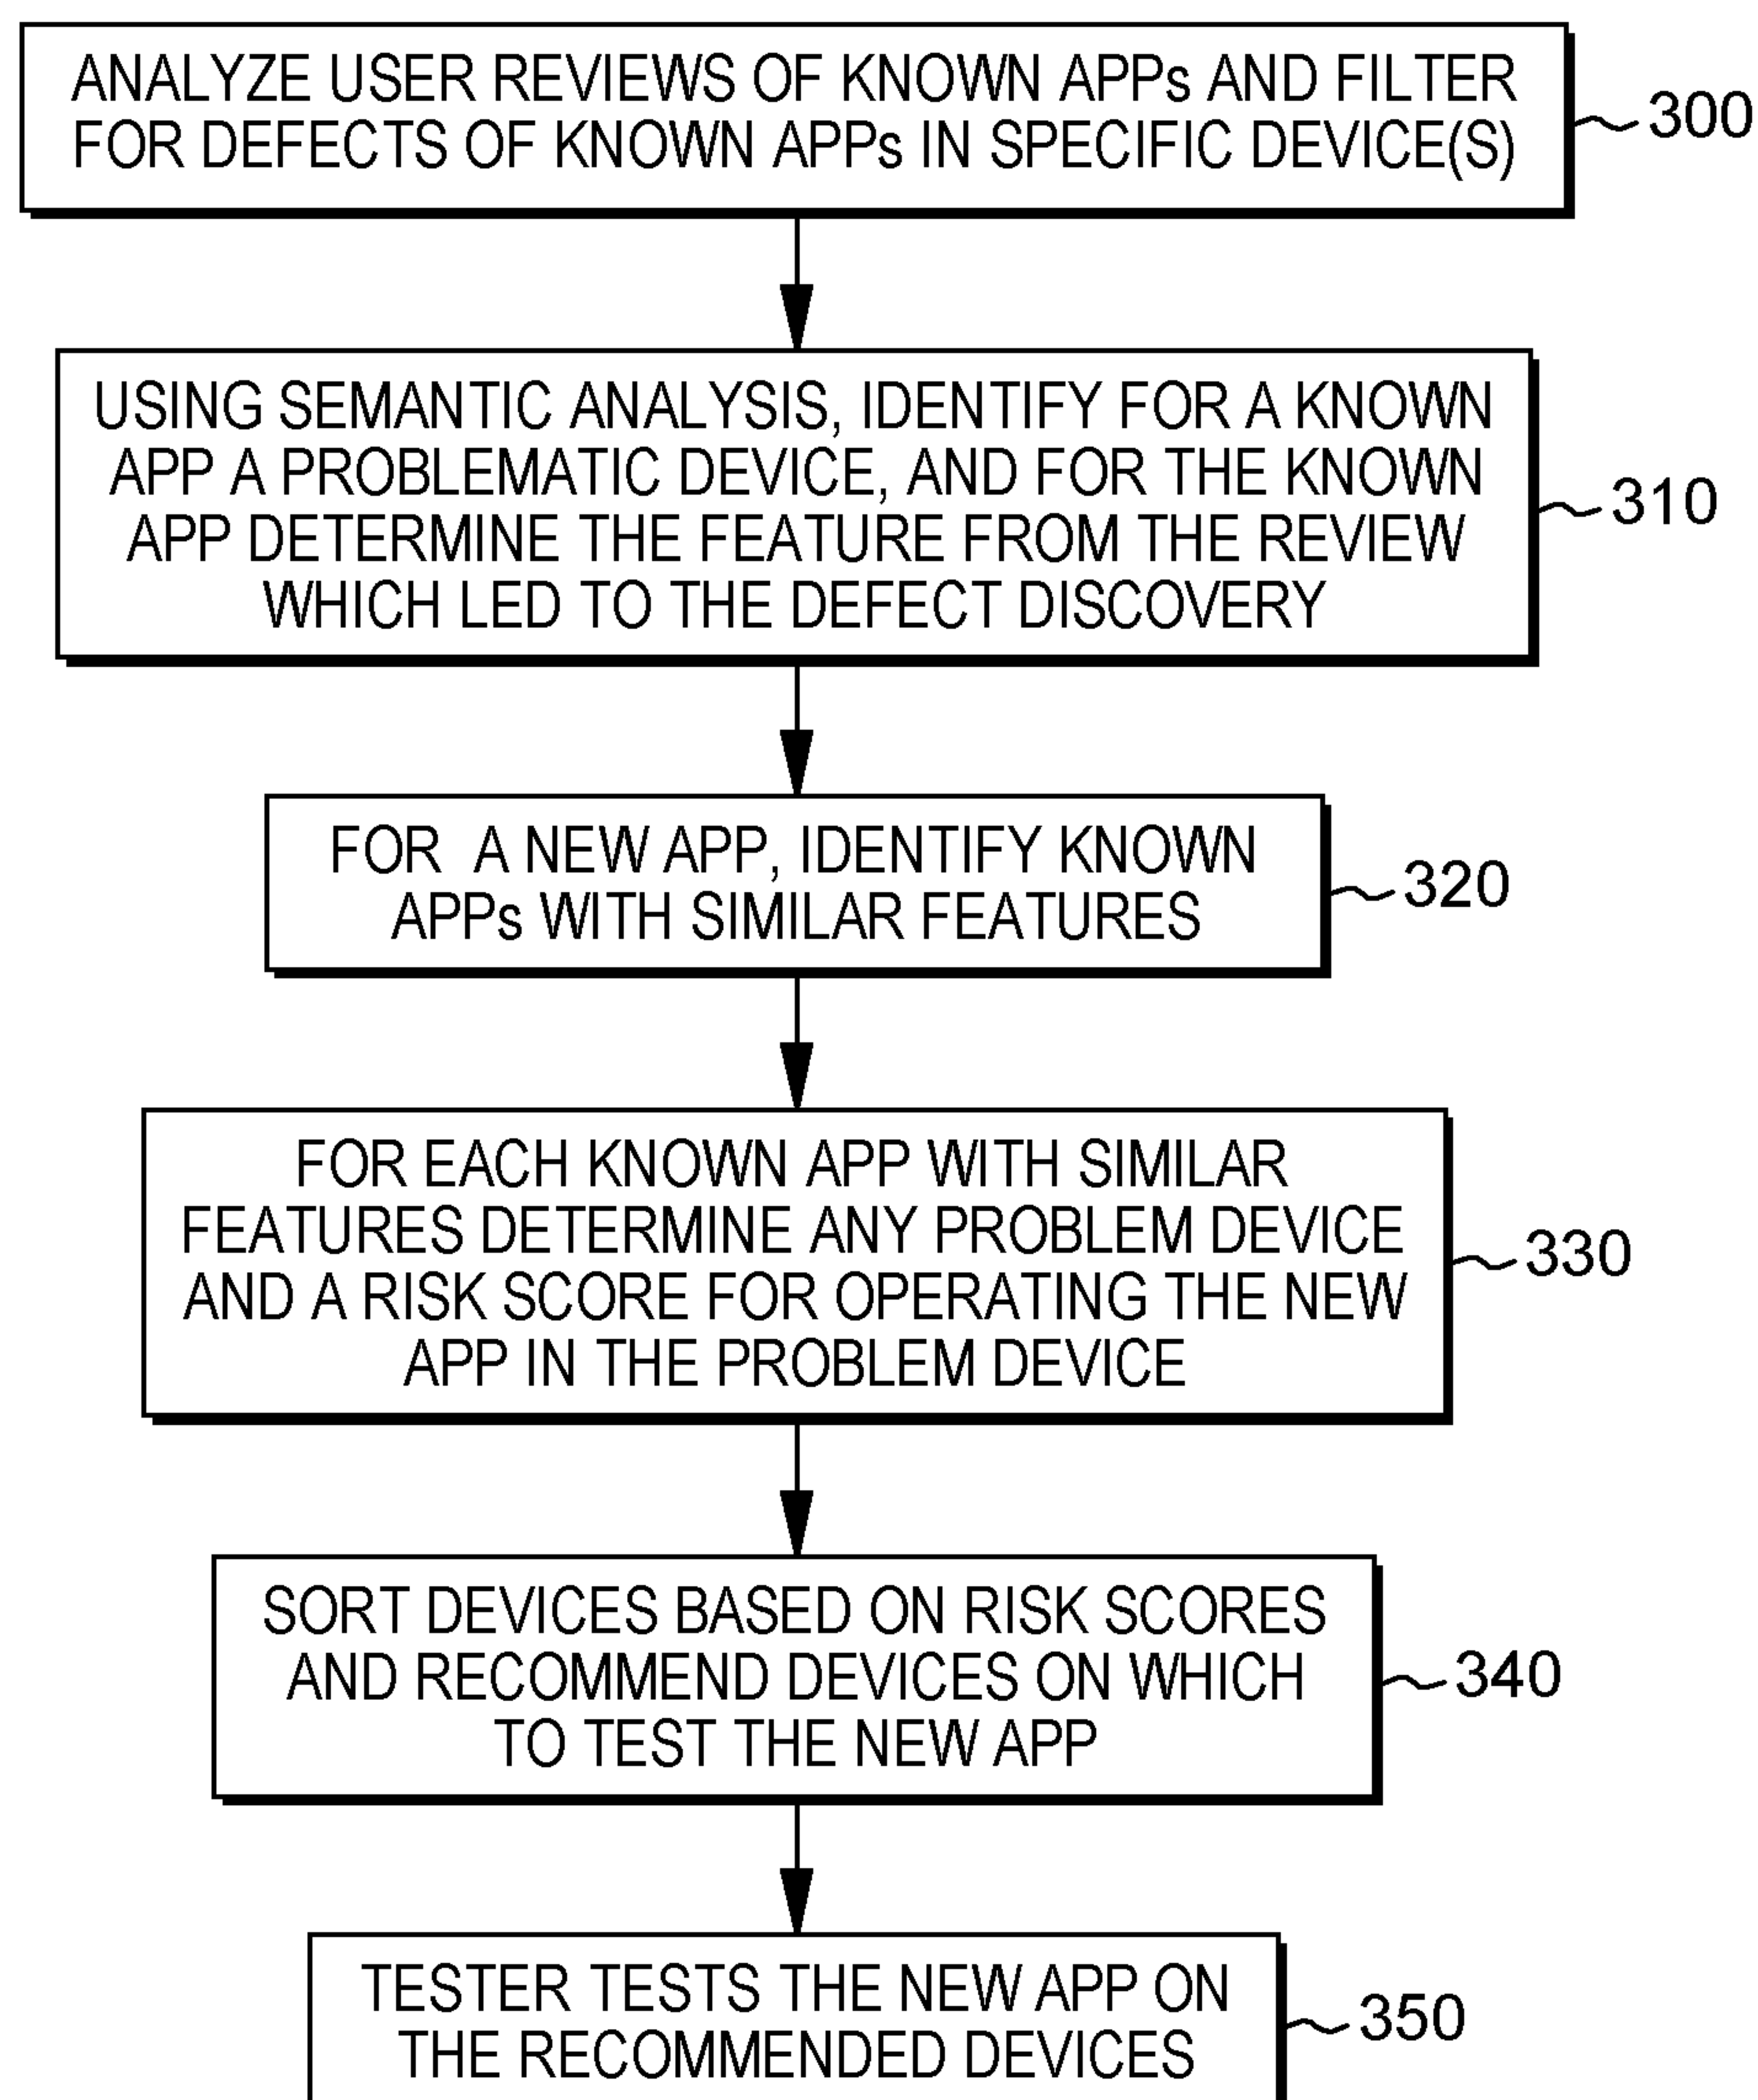 ANALYZE USER REVIEWS OF KNOWN APPs AND FILTER
FOR DEFECTS OF KNOWN APPs IN SPECIFIC DEVICE(S)
300
USING SEMANTIC ANALYSIS, IDENTIFY FOR A KNOWN
APP A PROBLEMATIC DEVICE, AND FOR THE KNOWN
APP DETERMINE THE FEATURE FROM THE REVIEW
WHICH LED TO THE DEFECT DISCOVERY
310
FOR A NEW APP, IDENTIFY KNOWN
APPs WITH SIMILAR FEATURES
320
FOR EACH KNOWN APP WITH SIMILAR
FEATURES DETERMINE ANY PROBLEM DEVICE
AND A RISK SCORE FOR OPERATING THE NEW
APP IN THE PROBLEM DEVICE
330
SORT DEVICES BASED ON RISK SCORES
AND RECOMMEND DEVICES ON WHICH
TO TEST THE NEW APP
340
TESTER TESTS THE NEW APP ON
THE RECOMMENDED DEVICES
350